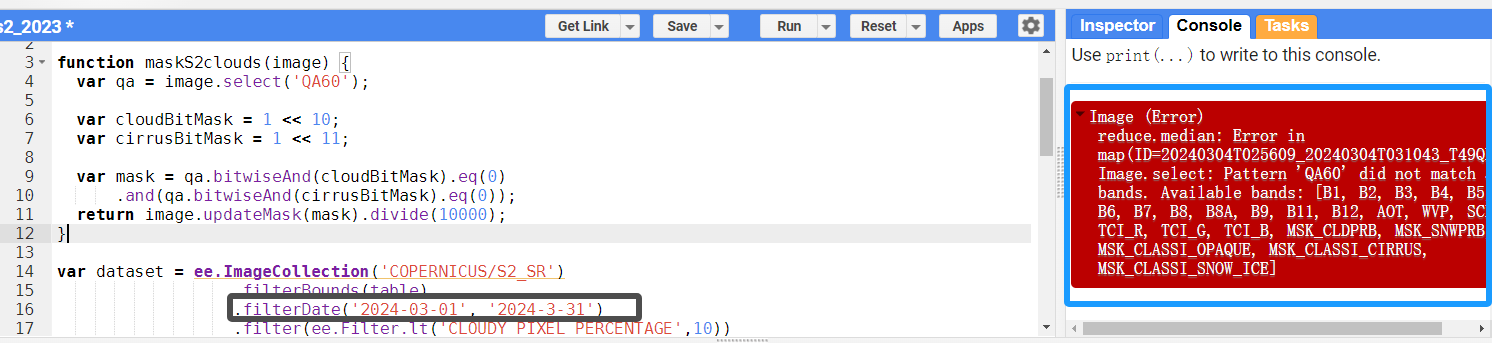 s2_2023 *
Get Link
Save
Run
Reset
Apps
Inspector
Console
Tasks
2
3 function maskS2clouds(image) {
4 var qa = image.select('QA60');
5
6 var cloudBitMask = 1 << 10;
7 var cirrusBitMask = 1 << 11;
8
9 var mask = qa.bitwiseAnd(cloudBitMask).eq(0)
10 .and(qa.bitwiseAnd(cirrusBitMask).eq(0));
11 return image.updateMask(mask).divide(10000);
12 }
13
14 var dataset = ee.ImageCollection('COPERNICUS/S2_SR')
15 .filterBounds(table)
16 .filterDate('2024-03-01', '2024-3-31')
17 .filter(ee.Filter.lt('CLOUDY_PIXEL_PERCENTAGE',10))
Use print(...) to write to this console.
Image (Error)
reduce.median: Error in
map(ID=20240304T025609_20240304T031043_T49Q
Image.select: Pattern 'QA60' did not match
bands. Available bands: [B1, B2, B3, B4, B5
B6, B7, B8, B8A, B9, B11, B12, AOT, WVP, SC
TCI_R, TCI_G, TCI_B, MSK_CLDPRB, MSK_SNWPRB
MSK_CLASSI_OPAQUE, MSK_CLASSI_CIRRUS,
MSK_CLASSI_SNOW_ICE]